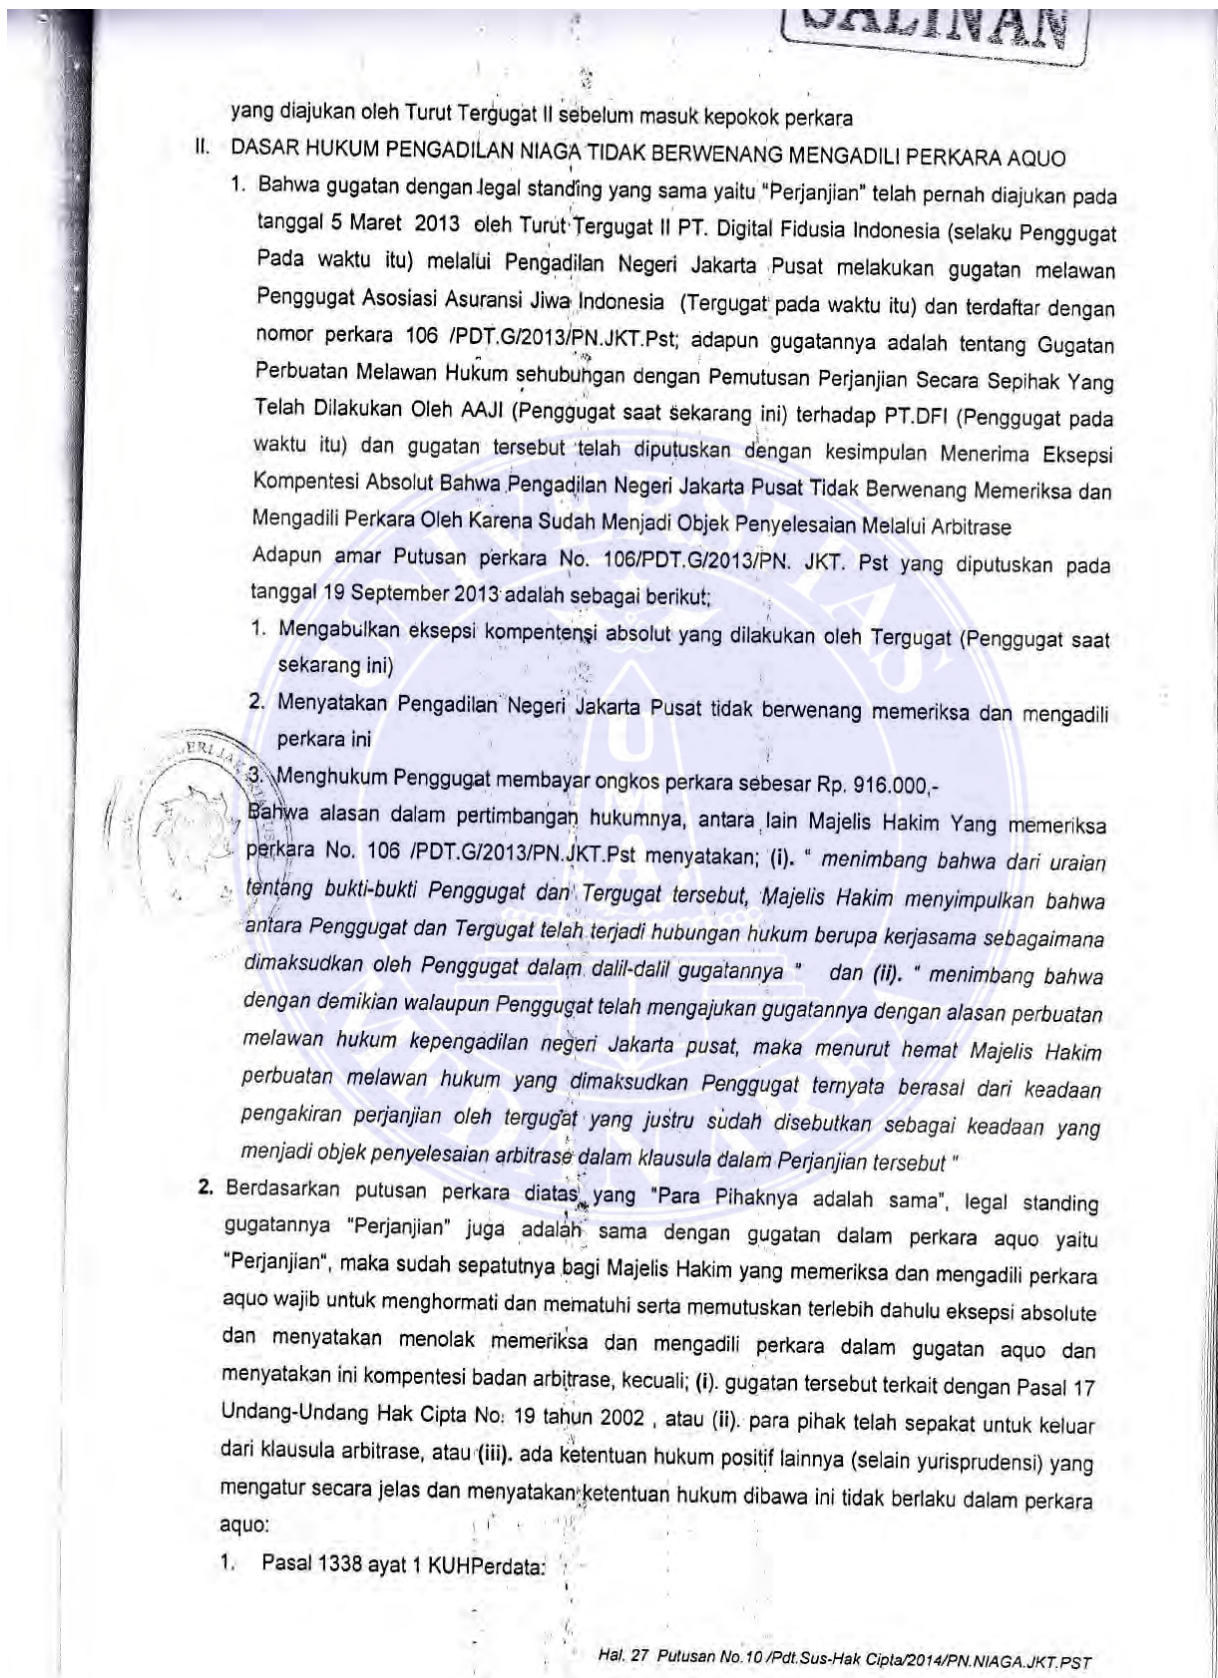 SALINAN
yang diajukan oleh Turut Tergugat II sebelum masuk kepokok perkara
II. DASAR HUKUM PENGADILAN NIAGA TIDAK BERWENANG MENGADILI PERKARA AQUO
1. Bahwa gugatan dengan legal standing yang sama yaitu "Perjanjian" telah pernah diajukan pada
tanggal 5 Maret 2013 oleh Turut Tergugat II PT. Digital Fidusia Indonesia (selaku Penggugat
Pada waktu itu) melalui Pengadilan Negeri Jakarta Pusat melakukan gugatan melawan
Penggugat Asosiasi Asuransi Jiwa Indonesia (Tergugat pada waktu itu) dan terdaftar dengan
nomor perkara 106 /PDT.G/2013/PN.JKT.Pst; adapun gugatannya adalah tentang Gugatan
Perbuatan Melawan Hukum sehubungan dengan Pemutusan Perjanjian Secara Sepihak Yang
Telah Dilakukan Oleh AAJI (Penggugat saat sekarang ini) terhadap PT.DFI (Penggugat pada
waktu itu) dan gugatan tersebut telah diputuskan dengan kesimpulan Menerima Eksepsi
Kompentesi Absolut Bahwa Pengadilan Negeri Jakarta Pusat Tidak Berwenang Memeriksa dan
Mengadili Perkara Oleh Karena Sudah Menjadi Objek Penyelesaian Melalui Arbitrase
Adapun amar Putusan perkara No. 106/PDT.G/2013/PN. JKT. Pst yang diputuskan pada
tanggal 19 September 2013 adalah sebagai berikut;
1. Mengabulkan eksepsi kompentensi absolut yang dilakukan oleh Tergugat (Penggugat saat
sekarang ini)
2. Menyatakan Pengadilan Negeri Jakarta Pusat tidak berwenang memeriksa dan mengadili
perkara ini
3. Menghukum Penggugat membayar ongkos perkara sebesar Rp. 916.000,-
Bahwa alasan dalam pertimbangan hukumnya, antara lain Majelis Hakim Yang memeriksa
perkara No. 106 /PDT.G/2013/PN.JKT.Pst menyatakan; (i). " menimbang bahwa dari uraian
tentang bukti-bukti Penggugat dan Tergugat tersebut, Majelis Hakim menyimpulkan bahwa
antara Penggugat dan Tergugat telah terjadi hubungan hukum berupa kerjasama sebagaimana
dimaksudkan oleh Penggugat dalam dalil-dalil gugatannya " dan (ii). " menimbang bahwa
dengan demikian walaupun Penggugat telah mengajukan gugatannya dengan alasan perbuatan
melawan hukum kepengadilan negeri Jakarta pusat, maka menurut hemat Majelis Hakim
perbuatan melawan hukum yang dimaksudkan Penggugat ternyata berasal dari keadaan
pengakiran perjanjian oleh tergugat yang justru sudah disebutkan sebagai keadaan yang
menjadi objek penyelesaian arbitrase dalam klausula dalam Perjanjian tersebut "
2. Berdasarkan putusan perkara diatas yang "Para Pihaknya adalah sama", legal standing
gugatannya "Perjanjian" juga adalah sama dengan gugatan dalam perkara aquo yaitu
"Perjanjian", maka sudah sepatutnya bagi Majelis Hakim yang memeriksa dan mengadili perkara
aquo wajib untuk menghormati dan mematuhi serta memutuskan terlebih dahulu eksepsi absolute
dan menyatakan menolak memeriksa dan mengadili perkara dalam gugatan aquo dan
menyatakan ini kompentesi badan arbitrase, kecuali; (i). gugatan tersebut terkait dengan Pasal 17
Undang-Undang Hak Cipta No. 19 tahun 2002 , atau (ii). para pihak telah sepakat untuk keluar
dari klausula arbitrase, atau (iii). ada ketentuan hukum positif lainnya (selain yurisprudensi) yang
mengatur secara jelas dan menyatakan ketentuan hukum dibawa ini tidak berlaku dalam perkara
aquo:
1. Pasal 1338 ayat 1 KUHPerdata:
Hal. 27 Putusan No.10 /Pdt.Sus-Hak Cipta/2014/PN.NIAGA.JKT.PST
UNIVERSITAS
UMA
MEDAN AREA